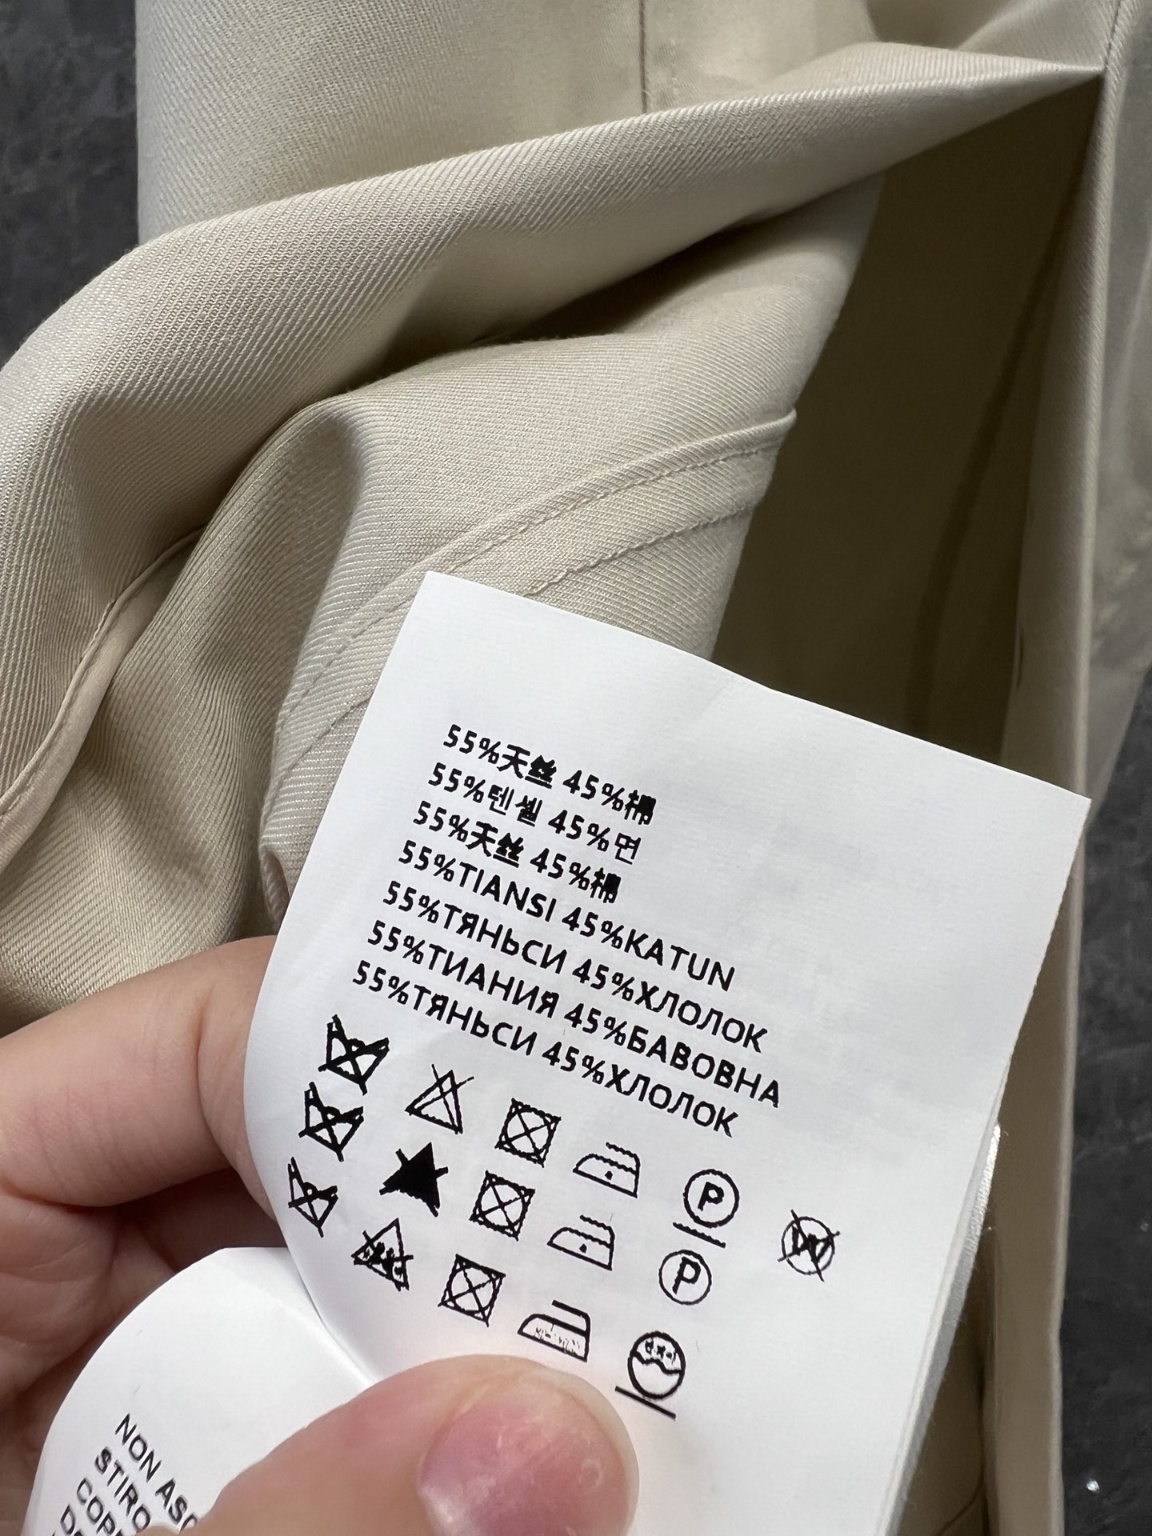 55%天丝 45%棉
55%텐셀 45%면
55%天丝 45%棉
55%TIANSI 45%KATUN
55%ТЯНЬСИ 45%ХЛОЛОК
55%ТИАНИЯ 45%БАВОВНА
55%ТЯНЬСИ 45%ХЛОЛОК
P
W
P
NON
STIRO